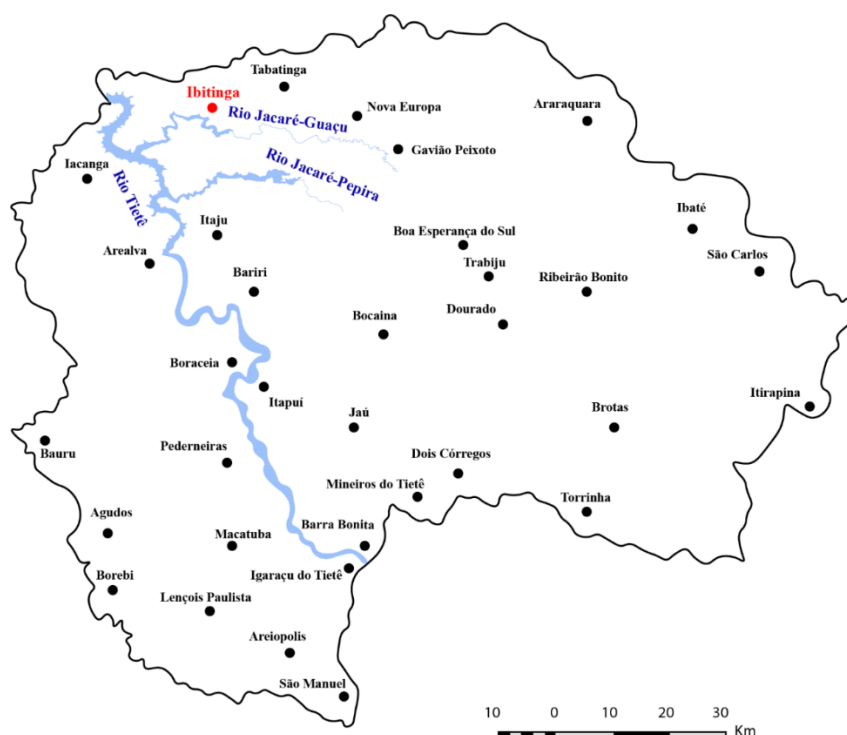 Tabatinga
Ibitinga
Nova Europa
Araraquara
Rio Jacaré-Guaçu
Gavião Peixoto
Rio Jacaré-Pepira
Iacanga
Rio Tietê
Itaju
Boa Esperança do Sul
Ibaté
São Carlos
Arealva
Trabiju
Bariri
Ribeirão Bonito
Bocaina
Dourado
Boraceia
Itapuí
Itirapina
Jaú
Brotas
Bauru
Pederneiras
Dois Córregos
Mineiros do Tietê
Torrinha
Agudos
Macatuba
Barra Bonita
Borebi
Igaraçu do Tietê
Lençois Paulista
Areiopolis
São Manuel
10 0 10 20 30
Km